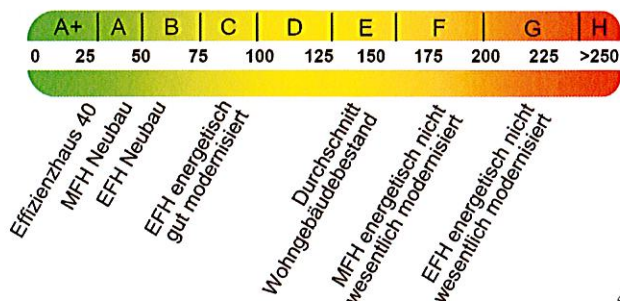 A+ A B C D E F G H
0 25 50 75 100 125 150 175 200 225 >250
Effizienzhaus 40
MFH Neubau
EFH Neubau
EFH energetisch
gut modernisiert
Durchschnitt
Wohngebäudebestand
MFH energetisch nicht
wesentlich modernisiert
EFH energetisch nicht
wesentlich modernisiert